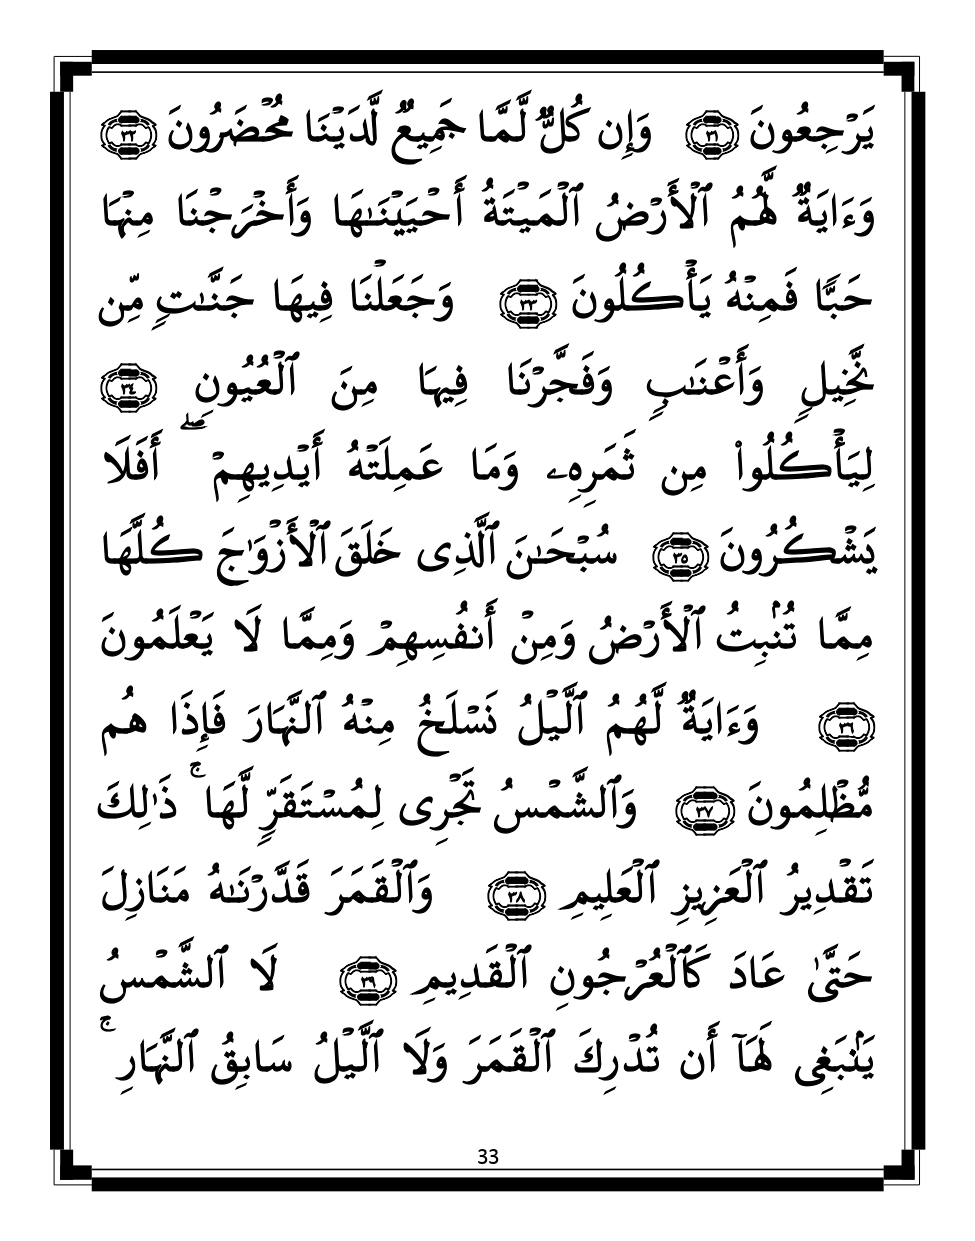 يَرْجِعُونَ ٣١ وَإِن كُلٌّ لَّمَّا جَمِيعٌ لَّدَيْنَا مُحْضَرُونَ ٣٢
وَءَايَةٌ لَّهُمُ ٱلْأَرْضُ ٱلْمَيْتَةُ أَحْيَيْنَـٰهَا وَأَخْرَجْنَا مِنْهَا
حَبًّا فَمِنْهُ يَأْكُلُونَ ٣٣ وَجَعَلْنَا فِيهَا جَنَّـٰتٍ مِّن
نَّخِيلٍ وَأَعْنَـٰبٍ وَفَجَّرْنَا فِيهَا مِنَ ٱلْعُيُونِ ٣٤
لِيَأْكُلُوا۟ مِن ثَمَرِهِۦ وَمَا عَمِلَتْهُ أَيْدِيهِمْ ۖ أَفَلَا
يَشْكُرُونَ ٣٥ سُبْحَـٰنَ ٱلَّذِى خَلَقَ ٱلْأَزْوَٰجَ كُلَّهَا
مِمَّا تُنۢبِتُ ٱلْأَرْضُ وَمِنْ أَنفُسِهِمْ وَمِمَّا لَا يَعْلَمُونَ
٣٦ وَءَايَةٌ لَّهُمُ ٱلَّيْلُ نَسْلَخُ مِنْهُ ٱلنَّهَارَ فَإِذَا هُم
مُّظْلِمُونَ ٣٧ وَٱلشَّمْسُ تَجْرِى لِمُسْتَقَرٍّ لَّهَا ۚ ذَٰلِكَ
تَقْدِيرُ ٱلْعَزِيزِ ٱلْعَلِيمِ ٣٨ وَٱلْقَمَرَ قَدَّرْنَـٰهُ مَنَازِلَ
حَتَّىٰ عَادَ كَٱلْعُرْجُونِ ٱلْقَدِيمِ ٣٩ لَا ٱلشَّمْسُ
يَنۢبَغِى لَهَآ أَن تُدْرِكَ ٱلْقَمَرَ وَلَا ٱلَّيْلُ سَابِقُ ٱلنَّهَارِ ۚ
33